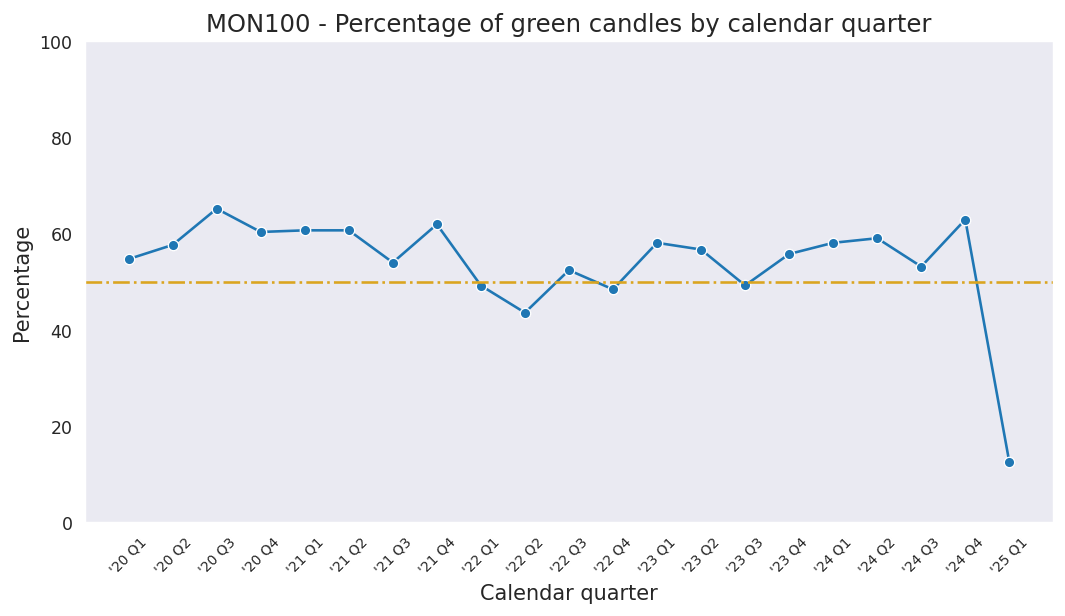 MON100 - Percentage of green candles by calendar quarter
100
80
60
40
20
0
Percentage
'20 Q1
'20 Q2
'20 Q3
'20 Q4
'21 Q1
'21 Q2
'21 Q3
'21 Q4
'22 Q1
'22 Q2
'22 Q3
'22 Q4
'23 Q1
'23 Q2
'23 Q3
'23 Q4
'24 Q1
'24 Q2
'24 Q3
'24 Q4
'25 Q1
Calendar quarter